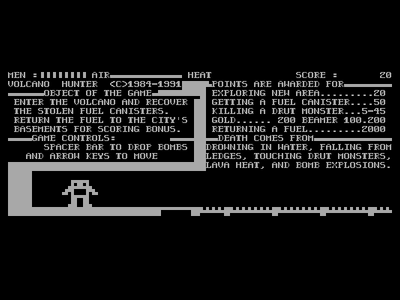 MEN : AIR HEAT SCORE : 20
VOLCANO HUNTER <C>1984-1991
OBJECT OF THE GAME
ENTER THE VOLCANO AND RECOVER
THE STOLEN FUEL CANISTERS.
RETURN THE FUEL TO THE CITY'S
BASEMENTS FOR SCORING BONUS.
GAME CONTROLS:
SPACER BAR TO DROP BOMBS
AND ARROW KEYS TO MOVE
POINTS ARE AWARDED FOR
EXPLORING NEW AREA.........20
GETTING A FUEL CANISTER....50
KILLING A DRUT MONSTER...5-45
GOLD...... 200 BEAMER 100.200
RETURNING A FUEL.........2000
DEATH COMES FROM
DROWNING IN WATER, FALLING FROM
LEDGES, TOUCHING DRUT MONSTERS,
LAVA HEAT, AND BOMB EXPLOSIONS.